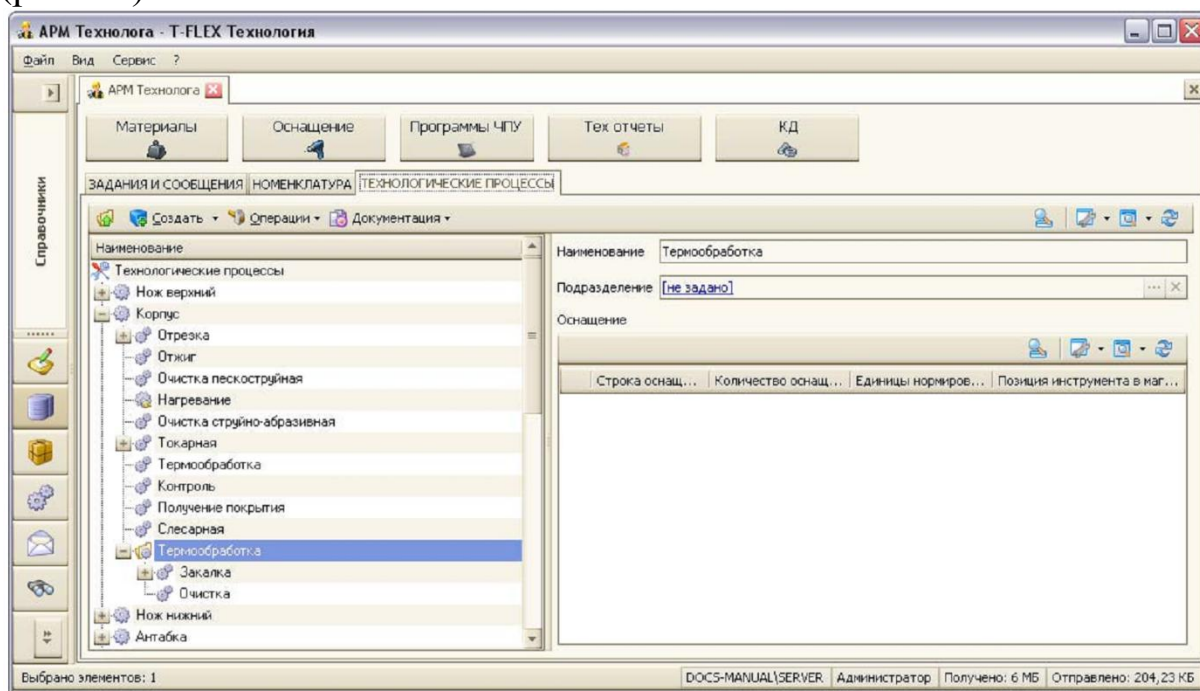 АРМ Технолога - T-FLEX Технология
Файл Вид Сервис ?
АРМ Технолога
Материалы Оснащение Программы ЧПУ Тех отчеты КД
Справочники
ЗАДАНИЯ И СООБЩЕНИЯ НОМЕНКЛАТУРА ТЕХНОЛОГИЧЕСКИЕ ПРОЦЕССЫ
Создать Операции Документация
Наименование
Технологические процессы
Нож верхний
Корпус
Отрезка
Отжиг
Очистка пескоструйная
Нагревание
Очистка струйно-абразивная
Токарная
Термообработка
Контроль
Получение покрытия
Слесарная
Термообработка
Закалка
Очистка
Нож нижний
Антабка
Наименование Термообработка
Подразделение [не задано]
Оснащение
Строка оснащ... Количество оснащ... Единицы нормиров... Позиция инструмента в маг...
Выбрано элементов: 1 DOCS-MANUAL\SERVER Администратор Получено: 6 МБ Отправлено: 204,23 КБ